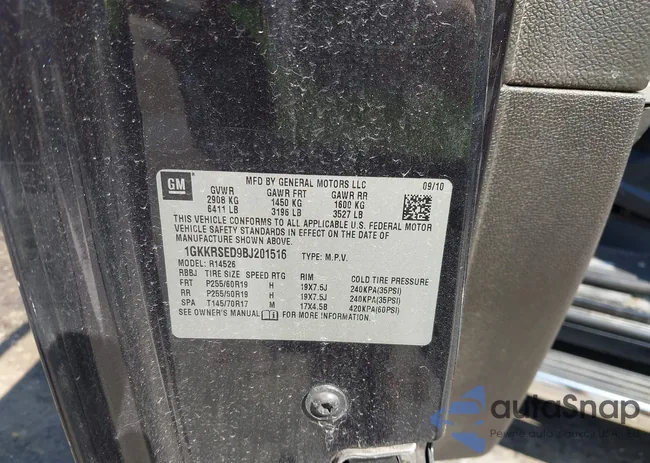 GM
MFD BY GENERAL MOTORS LLC 09/10
GVWR GAWR FRT GAWR RR
2908 KG 1450 KG 1600 KG
6411 LB 3196 LB 3527 LB
THIS VEHICLE CONFORMS TO ALL APPLICABLE U.S. FEDERAL MOTOR
VEHICLE SAFETY STANDARDS IN EFFECT ON THE DATE OF
MANUFACTURE SHOWN ABOVE.
1GKKRSED9BJ201516 TYPE: M.P.V.
MODEL: R14526
RBBJ TIRE SIZE SPEED RTG RIM COLD TIRE PRESSURE
FRT P255/60R19 H 19X7.5J 240KPA(35PSI)
RR P255/50R19 H 19X7.5J 240KPA(35PSI)
SPA T145/70R17 M 17X4.5B 420KPA(60PSI)
SEE OWNER'S MANUAL FOR MORE INFORMATION.
autoSnap